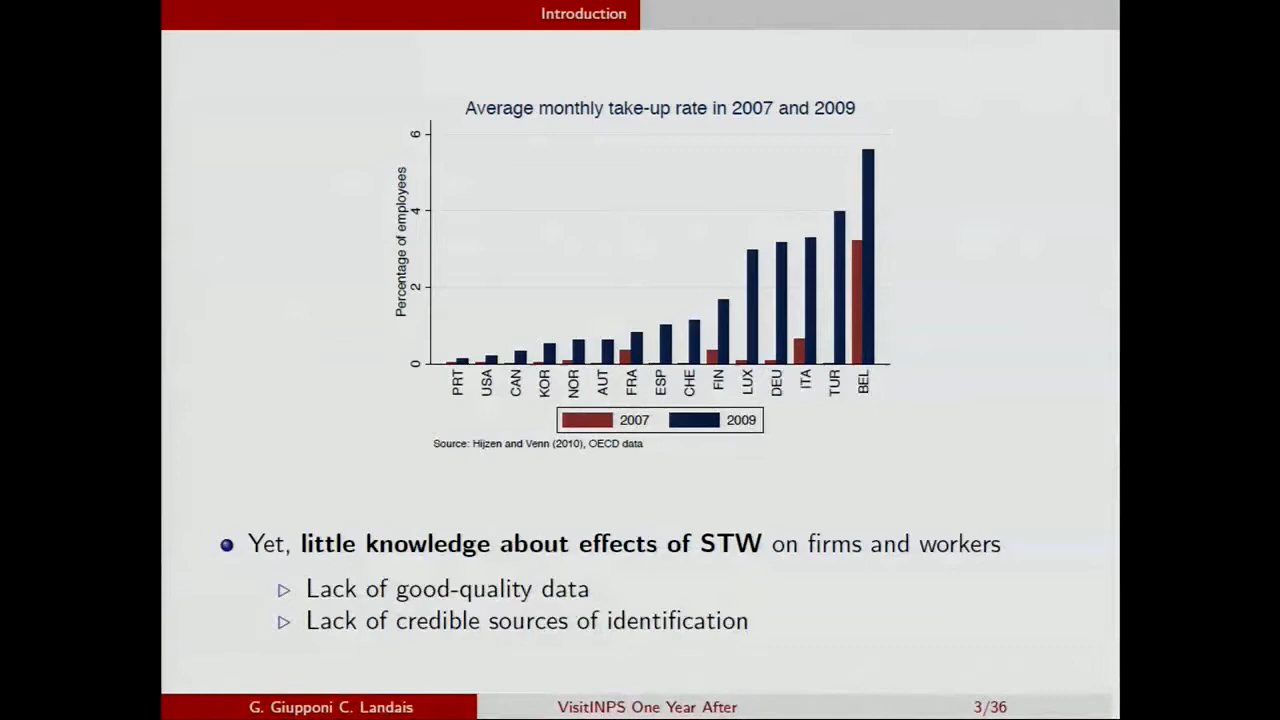 Introduction
Average monthly take-up rate in 2007 and 2009
Percentage of employees
6
4
2
0
PRT USA CAN KOR NOR AUT FRA ESP CHE FIN LUX DEU ITA TUR BEL
2007 2009
Source: Hijzen and Venn (2010), OECD data
Yet, little knowledge about effects of STW on firms and workers
Lack of good-quality data
Lack of credible sources of identification
G. Giupponi C. Landais VisitINPS One Year After 3/36